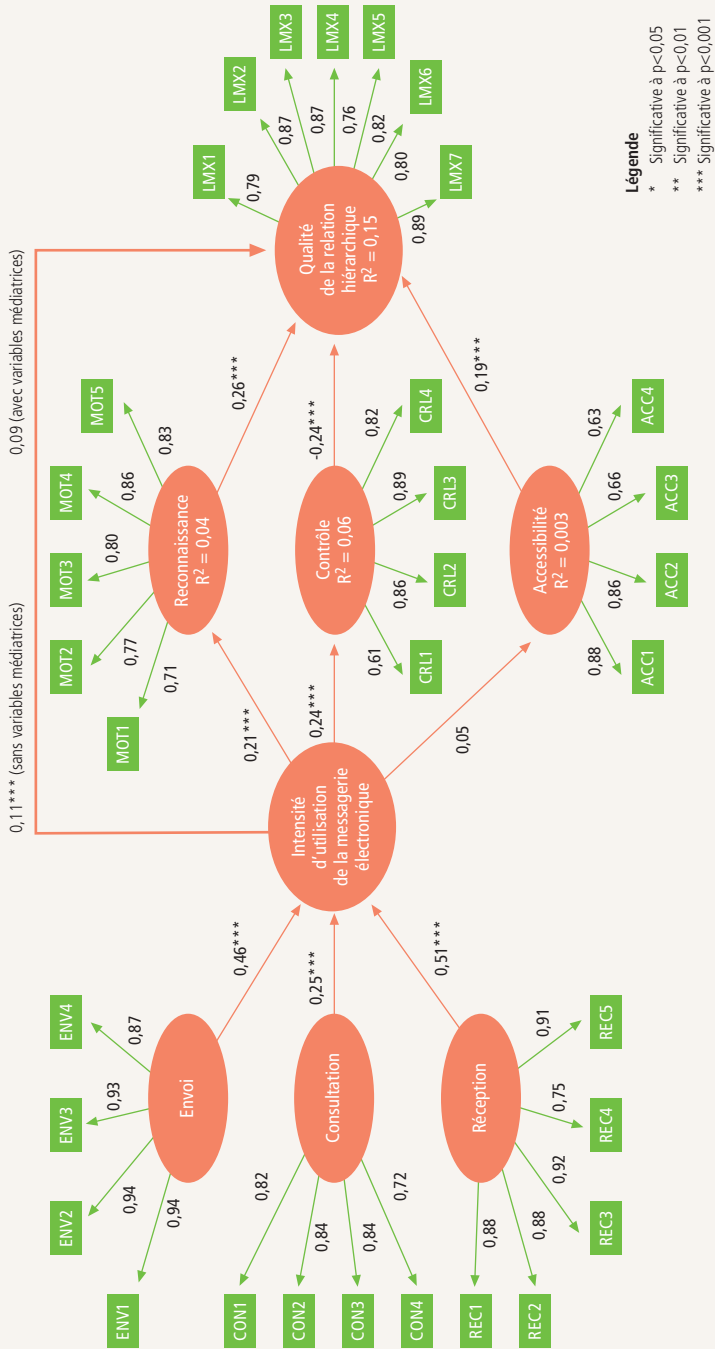 0,11*** (sans variables médiatrices)
0,09 (avec variables médiatrices)
ENV1
ENV2
ENV3
ENV4
0,94
0,94
0,93
0,87
Envoi
0,46***
CON1
CON2
CON3
CON4
0,82
0,84
0,84
0,72
Consultation
0,25***
REC1
REC2
REC3
REC4
REC5
0,88
0,88
0,92
0,75
0,91
Réception
0,51***
Intensité
d’utilisation
de la messagerie
électronique
0,21***
0,24***
0,05
MOT1
MOT2
MOT3
MOT4
MOT5
0,71
0,77
0,80
0,86
0,83
Reconnaissance
R² = 0,04
0,26***
Contrôle
R² = 0,06
-0,24***
CRL1
CRL2
CRL3
CRL4
0,61
0,86
0,89
0,82
Accessibilité
R² = 0,003
0,19***
ACC1
ACC2
ACC3
ACC4
0,88
0,86
0,66
0,63
Qualité
de la relation
hiérarchique
R² = 0,15
LMX1
LMX2
LMX3
LMX4
LMX5
LMX6
LMX7
0,79
0,87
0,87
0,76
0,82
0,80
0,89
Légende
* Significative à p<0,05
** Significative à p<0,01
*** Significative à p<0,001